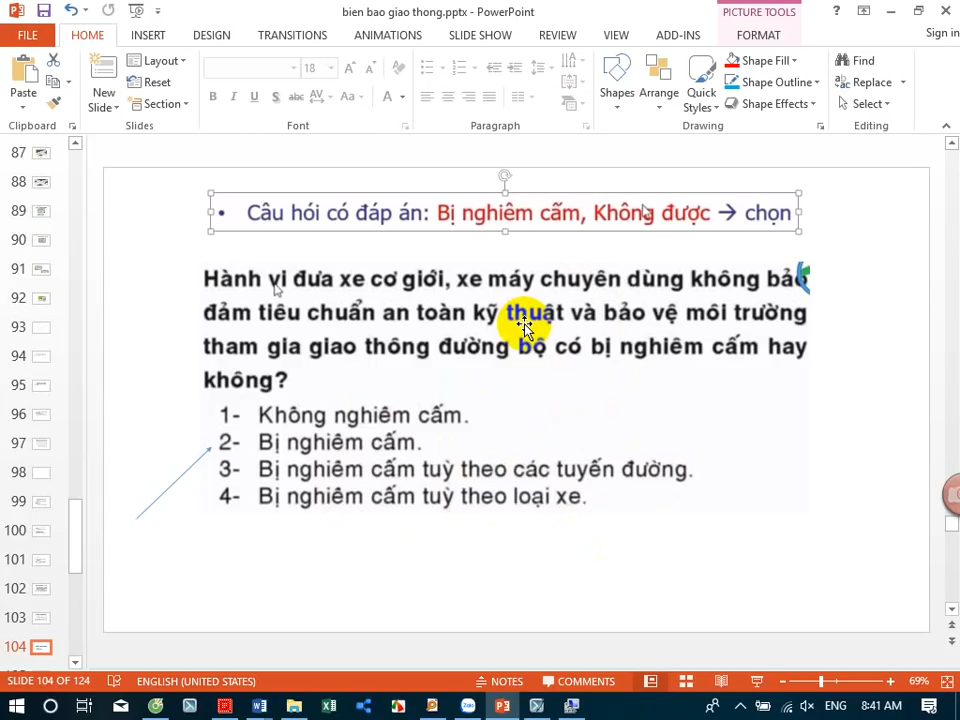 bien bao giao thong.pptx - PowerPoint
PICTURE TOOLS
Sign in
FILE HOME INSERT DESIGN TRANSITIONS ANIMATIONS SLIDE SHOW REVIEW VIEW ADD-INS FORMAT
Paste
New Slide
Layout
Reset
Section
18
B I U S abc AV Aa A
Shapes
Arrange
Quick Styles
Shape Fill
Shape Outline
Shape Effects
Find
Replace
Select
Clipboard Slides Font Paragraph Drawing Editing
87
88
89
90
91
92
93
94
95
96
97
98
99
100
101
102
103
104
• Câu hói có đáp án: Bị nghiêm cấm, Không được → chọn
Hành vi đưa xe cơ giới, xe máy chuyên dùng không bảo
đảm tiêu chuẩn an toàn kỹ thuật và bảo vệ môi trường
tham gia giao thông đường bộ có bị nghiêm cấm hay
không?
1- Không nghiêm cấm.
2- Bị nghiêm cấm.
3- Bị nghiêm cấm tuỳ theo các tuyến đường.
4- Bị nghiêm cấm tuỳ theo loại xe.
SLIDE 104 OF 124 ENGLISH (UNITED STATES) NOTES COMMENTS 69%
ENG 8:41 AM